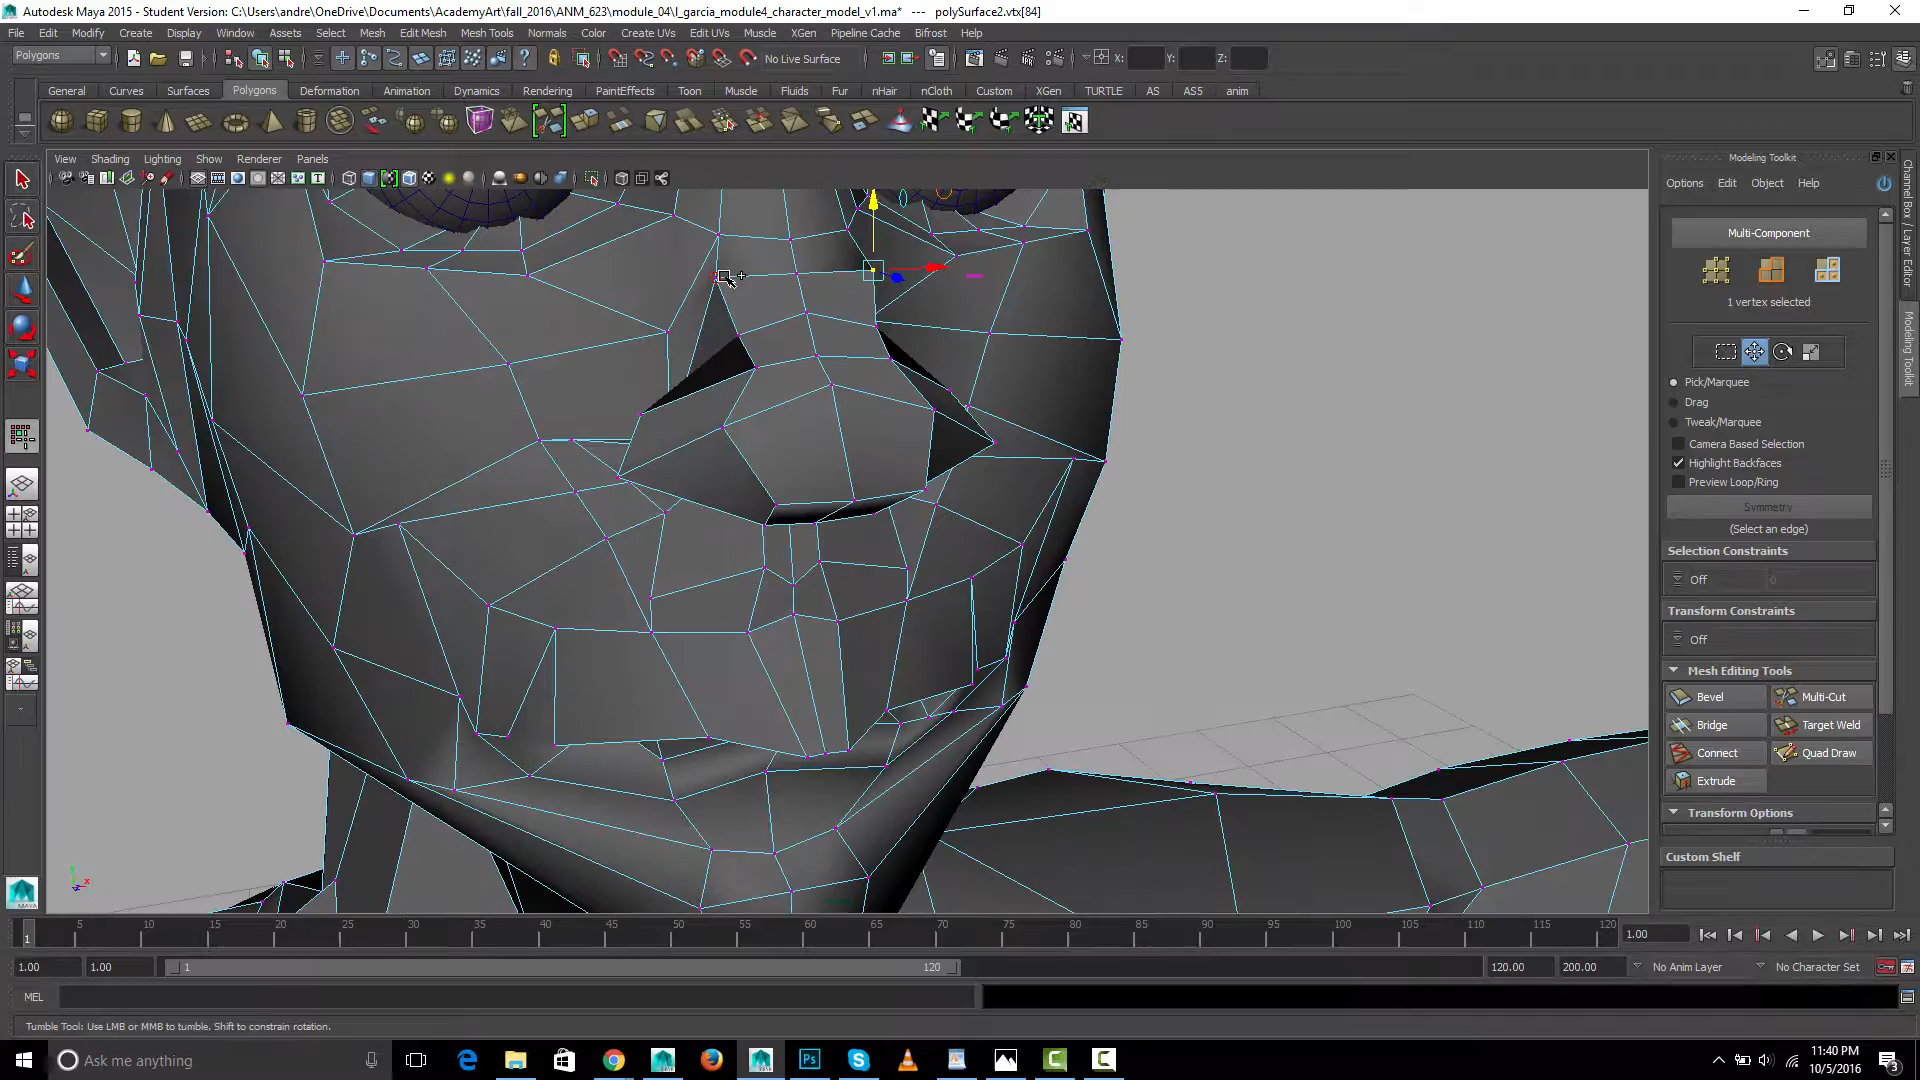 Autodesk Maya 2015 - Student Version: C:\Users\andre\OneDrive\Documents\AcademyArt\fall_2016\ANM_623\module_04\l_garcia_module4_character_model_v1.ma*   ---   polySurface2.vtx[84]
File Edit Modify Create Display Window Assets Select Mesh Edit Mesh Mesh Tools Normals Color Create UVs Edit UVs Muscle XGen Pipeline Cache Bifrost Help
Polygons No Live Surface X: Y: Z:
General Curves Surfaces Polygons Deformation Animation Dynamics Rendering PaintEffects Toon Muscle Fluids Fur nHair nCloth Custom XGen TURTLE AS AS5 anim
View Shading Lighting Show Renderer Panels
Modeling Toolkit
Options Edit Object Help
Multi-Component
1 vertex selected
Pick/Marquee
Drag
Tweak/Marquee
Camera Based Selection
Highlight Backfaces
Preview Loop/Ring
Symmetry
(Select an edge)
Selection Constraints
Off 0
Transform Constraints
Off
Mesh Editing Tools
Bevel Multi-Cut
Bridge Target Weld
Connect Quad Draw
Extrude
Transform Options
Custom Shelf
Channel Box / Layer Editor
Modeling Toolkit
1 5 10 15 20 25 30 35 40 45 50 55 60 65 70 75 80 85 90 95 100 105 110 115 120 1.00
1.00 1.00 1 120 120.00 200.00 No Anim Layer No Character Set
MEL
Tumble Tool: Use LMB or MMB to tumble. Shift to constrain rotation.
Ask me anything
11:40 PM
10/5/2016
3